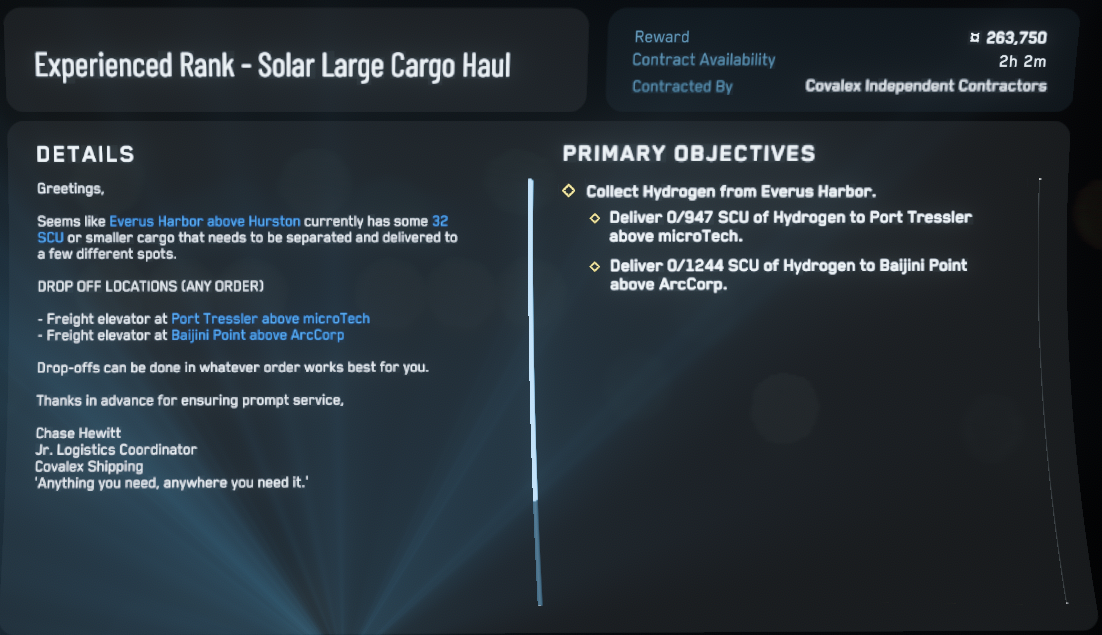 Experienced Rank - Solar Large Cargo Haul
Reward ¤ 263,750
Contract Availability 2h 2m
Contracted By Covalex Independent Contractors
DETAILS
Greetings,
Seems like Everus Harbor above Hurston currently has some 32
SCU or smaller cargo that needs to be separated and delivered to
a few different spots.
DROP OFF LOCATIONS (ANY ORDER)
- Freight elevator at Port Tressler above microTech
- Freight elevator at Baijini Point above ArcCorp
Drop-offs can be done in whatever order works best for you.
Thanks in advance for ensuring prompt service,
Chase Hewitt
Jr. Logistics Coordinator
Covalex Shipping
'Anything you need, anywhere you need it.'
PRIMARY OBJECTIVES
Collect Hydrogen from Everus Harbor.
Deliver 0/947 SCU of Hydrogen to Port Tressler
above microTech.
Deliver 0/1244 SCU of Hydrogen to Baijini Point
above ArcCorp.